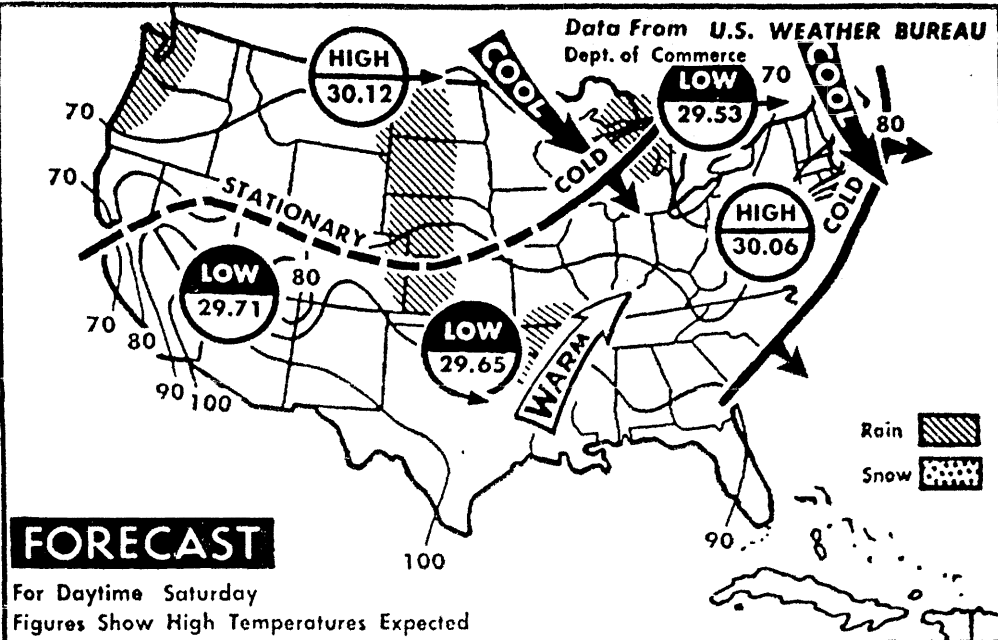 Data From U.S. WEATHER BUREAU
Dept. of Commerce
HIGH
30.12
COOL
LOW
29.53
70
COOL
80
70
COLD
70
STATIONARY
COLD
HIGH
30.06
LOW
29.71
80
LOW
29.65
WARM
70
80
90
100
Rain
Snow
100
90
FORECAST
For Daytime Saturday
Figures Show High Temperatures Expected